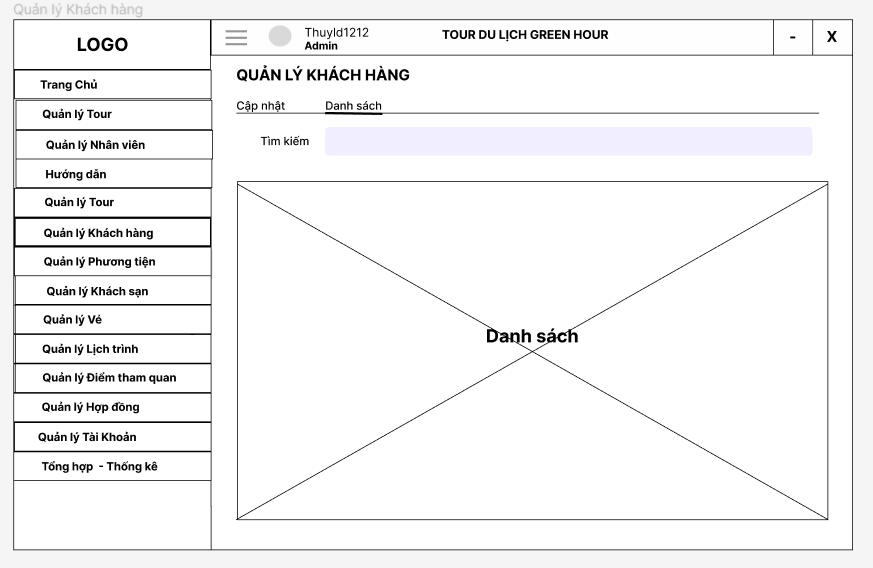 Quản lý Khách hàng
LOGO
Trang Chủ
Quản lý Tour
Quản lý Nhân viên
Hướng dẫn
Quản lý Tour
Quản lý Khách hàng
Quản lý Phương tiện
Quản lý Khách sạn
Quản lý Vé
Quản lý Lịch trình
Quản lý Điểm tham quan
Quản lý Hợp đồng
Quản lý Tài Khoản
Tổng hợp - Thống kê
Thuyld1212
Admin
TOUR DU LỊCH GREEN HOUR
- X
QUẢN LÝ KHÁCH HÀNG
Cập nhật Danh sách
Tìm kiếm
Danh sách